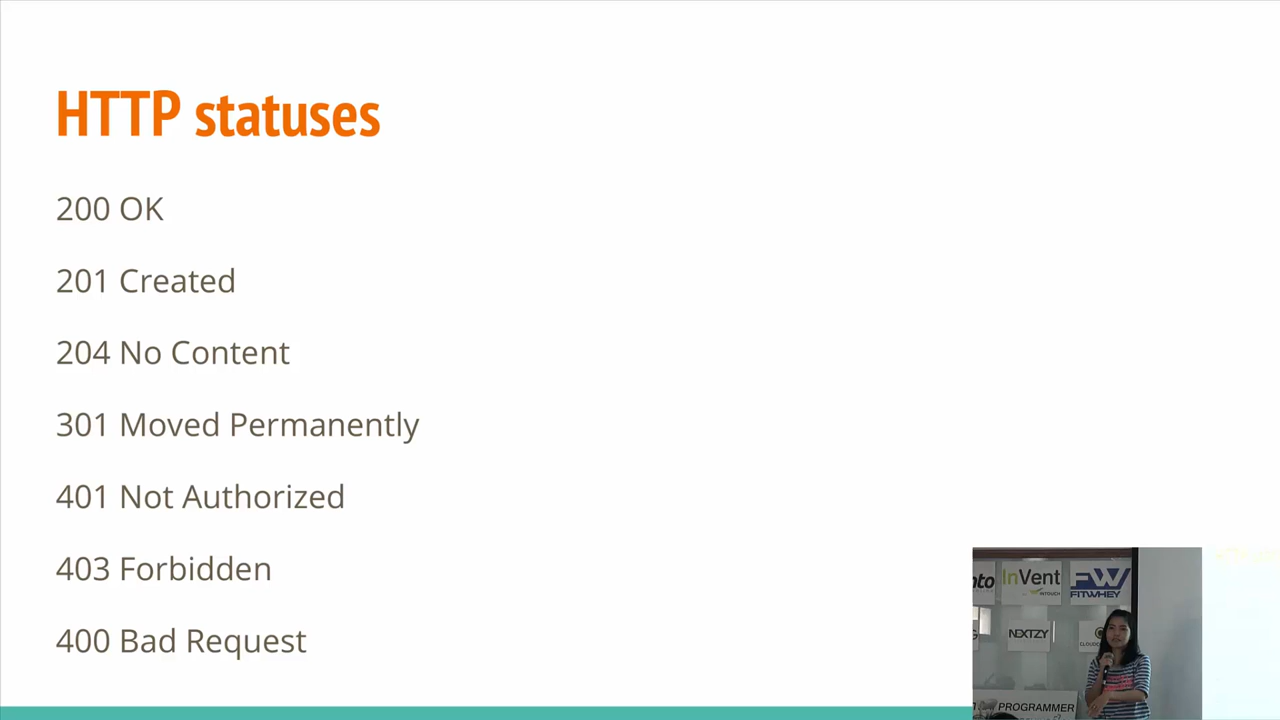 HTTP statuses
200 OK
201 Created
204 No Content
301 Moved Permanently
401 Not Authorized
403 Forbidden
400 Bad Request
InVent
INTOUCH
FW
FITWHEY
NEXTZY
PROGRAMMER